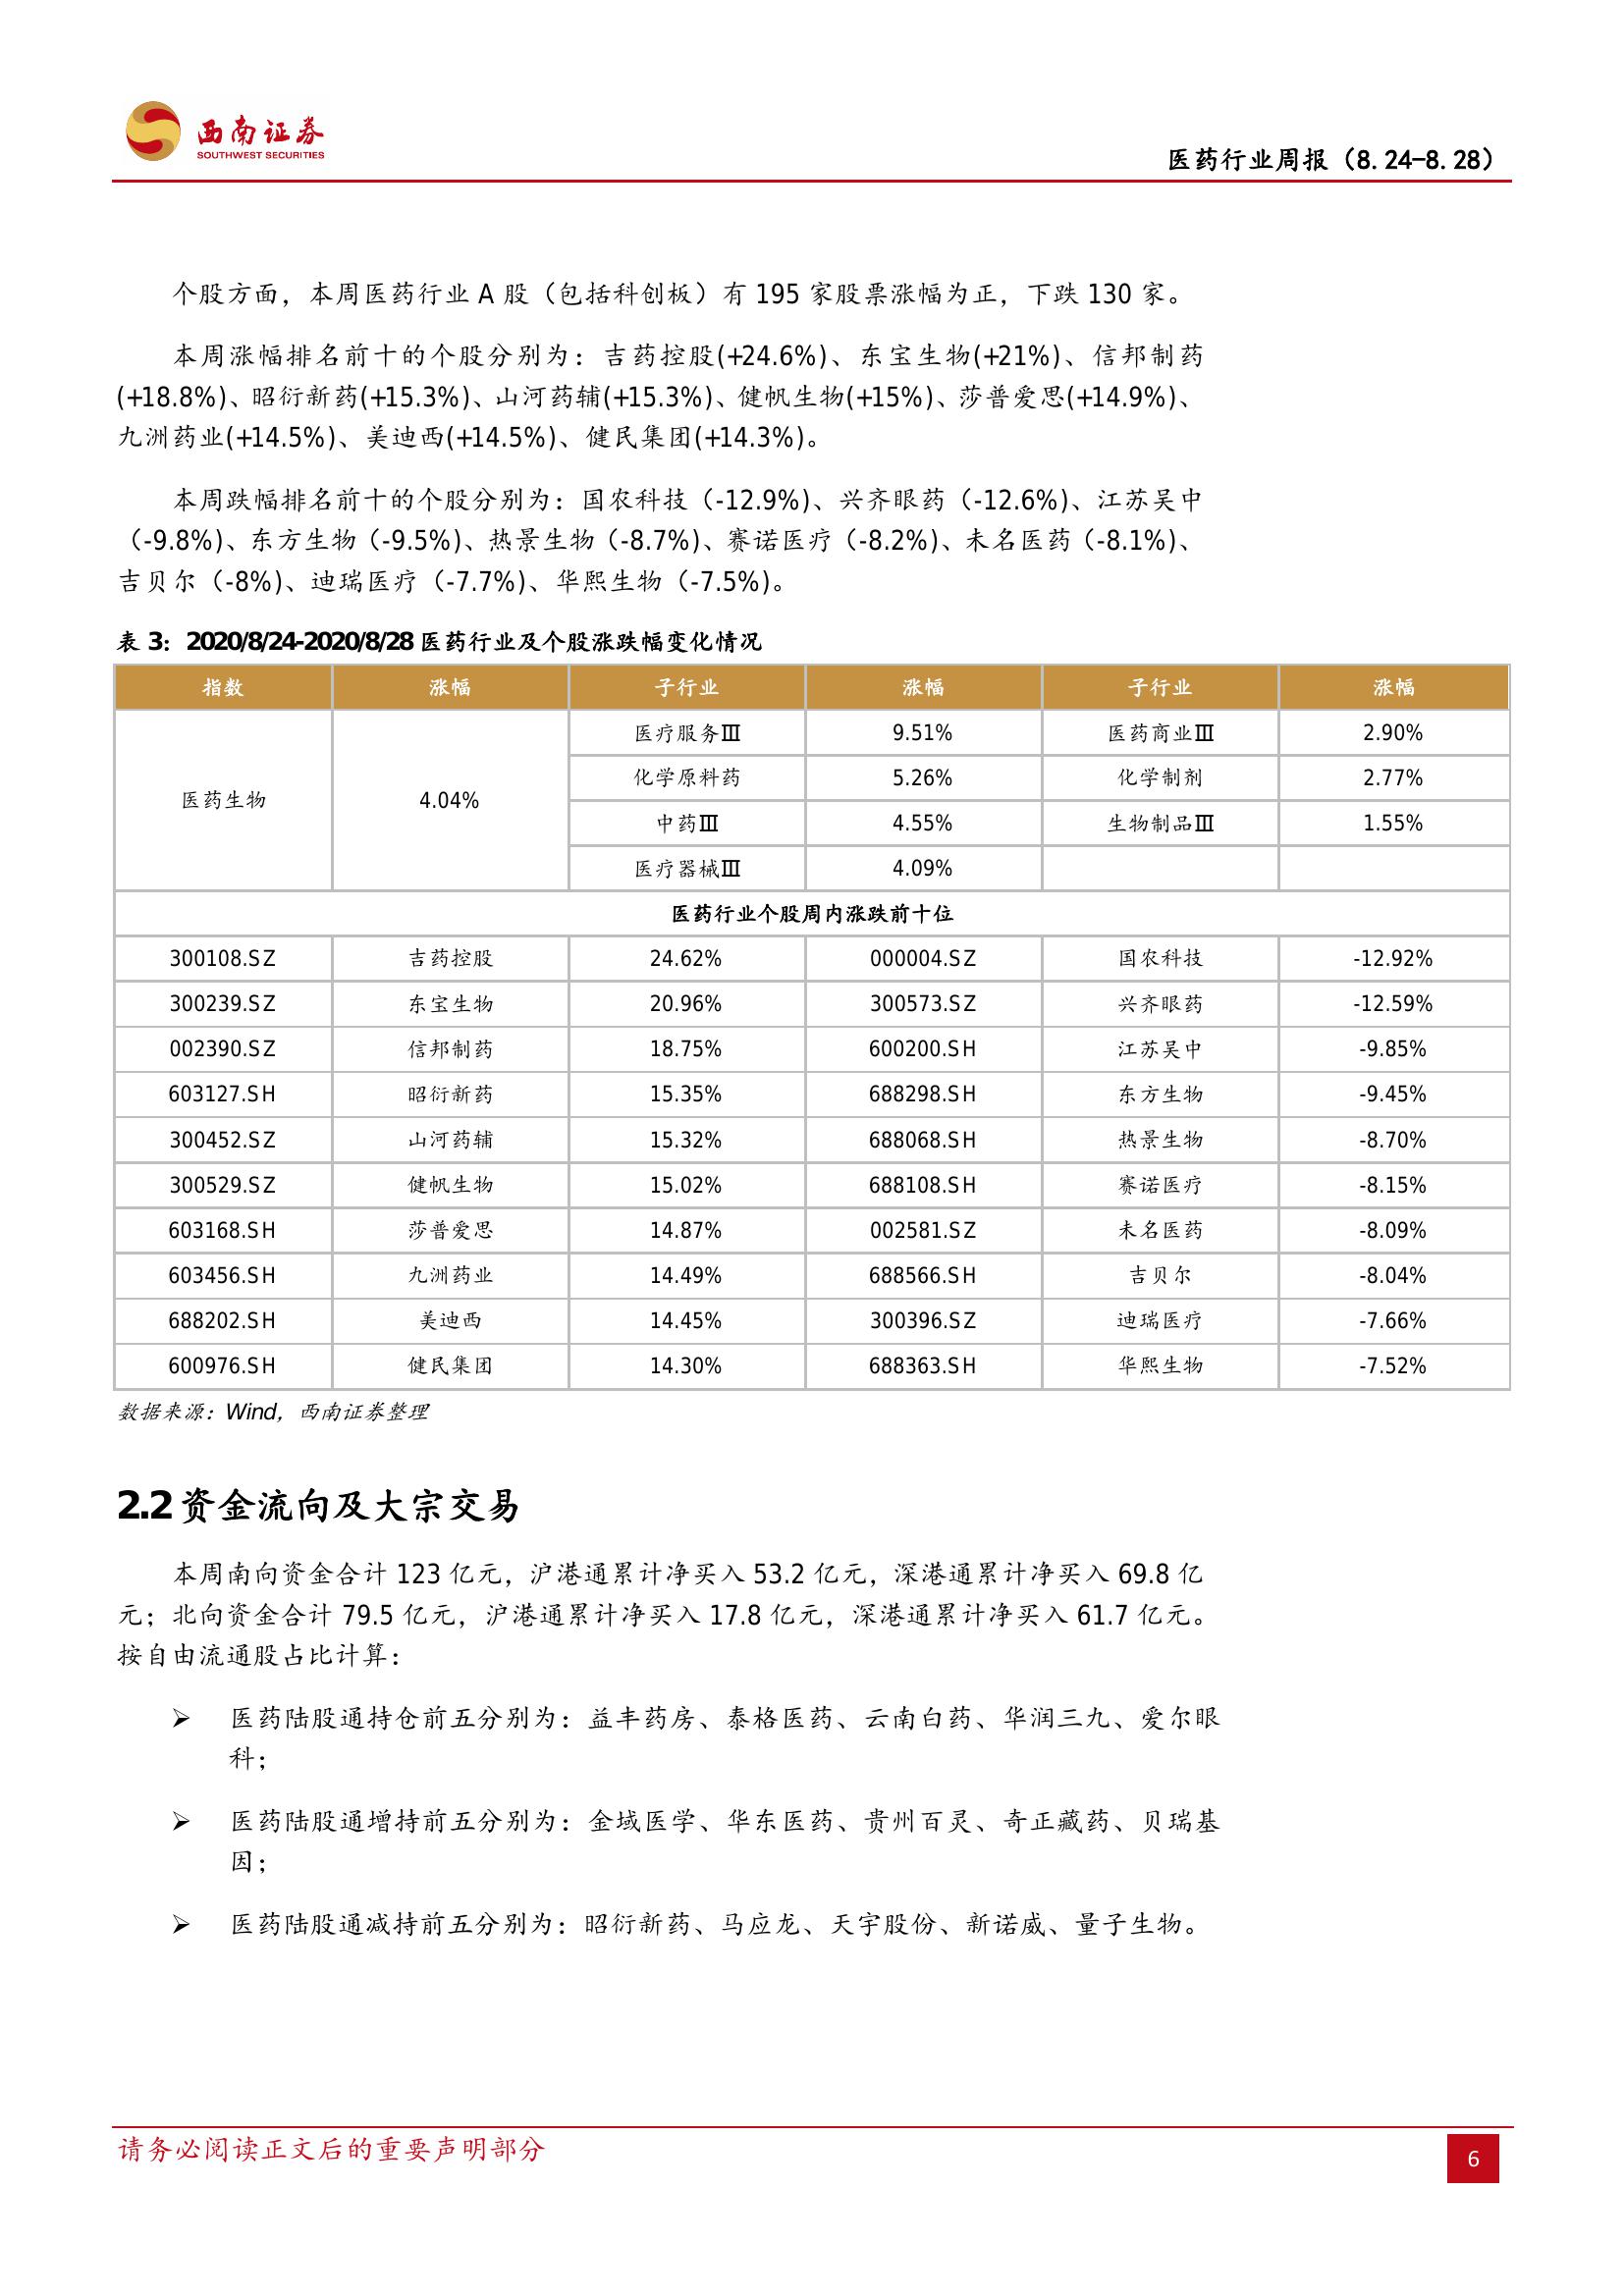 西南证券
SOUTHWEST SECURITIES
医药行业周报（8.24-8.28）
个股方面，本周医药行业 A 股（包括科创板）有 195 家股票涨幅为正，下跌 130 家。
本周涨幅排名前十的个股分别为：吉药控股(+24.6%)、东宝生物(+21%)、信邦制药
(+18.8%)、昭衍新药(+15.3%)、山河药辅(+15.3%)、健帆生物(+15%)、莎普爱思(+14.9%)、
九洲药业(+14.5%)、美迪西(+14.5%)、健民集团(+14.3%)。
本周跌幅排名前十的个股分别为：国农科技（-12.9%)、兴齐眼药（-12.6%)、江苏吴中
（-9.8%)、东方生物（-9.5%)、热景生物（-8.7%)、赛诺医疗（-8.2%)、未名医药（-8.1%)、
吉贝尔（-8%)、迪瑞医疗（-7.7%)、华熙生物（-7.5%)。
表 3：2020/8/24-2020/8/28 医药行业及个股涨跌幅变化情况
指数 涨幅 子行业 涨幅 子行业 涨幅
医疗服务Ⅲ 9.51% 医药商业Ⅲ 2.90%
化学原料药 5.26% 化学制剂 2.77%
医药生物 4.04%
中药Ⅲ 4.55% 生物制品Ⅲ 1.55%
医疗器械Ⅲ 4.09%
医药行业个股周内涨跌前十位
300108.SZ 吉药控股 24.62% 000004.SZ 国农科技 -12.92%
300239.SZ 东宝生物 20.96% 300573.SZ 兴齐眼药 -12.59%
002390.SZ 信邦制药 18.75% 600200.SH 江苏吴中 -9.85%
603127.SH 昭衍新药 15.35% 688298.SH 东方生物 -9.45%
300452.SZ 山河药辅 15.32% 688068.SH 热景生物 -8.70%
300529.SZ 健帆生物 15.02% 688108.SH 赛诺医疗 -8.15%
603168.SH 莎普爱思 14.87% 002581.SZ 未名医药 -8.09%
603456.SH 九洲药业 14.49% 688566.SH 吉贝尔 -8.04%
688202.SH 美迪西 14.45% 300396.SZ 迪瑞医疗 -7.66%
600976.SH 健民集团 14.30% 688363.SH 华熙生物 -7.52%
数据来源：Wind，西南证券整理
2.2 资金流向及大宗交易
本周南向资金合计 123 亿元，沪港通累计净买入 53.2 亿元，深港通累计净买入 69.8 亿
元；北向资金合计 79.5 亿元，沪港通累计净买入 17.8 亿元，深港通累计净买入 61.7 亿元。
按自由流通股占比计算：
➢ 医药陆股通持仓前五分别为：益丰药房、泰格医药、云南白药、华润三九、爱尔眼
科；
➢ 医药陆股通增持前五分别为：金域医学、华东医药、贵州百灵、奇正藏药、贝瑞基
因；
➢ 医药陆股通减持前五分别为：昭衍新药、马应龙、天宇股份、新诺威、量子生物。
请务必阅读正文后的重要声明部分
6